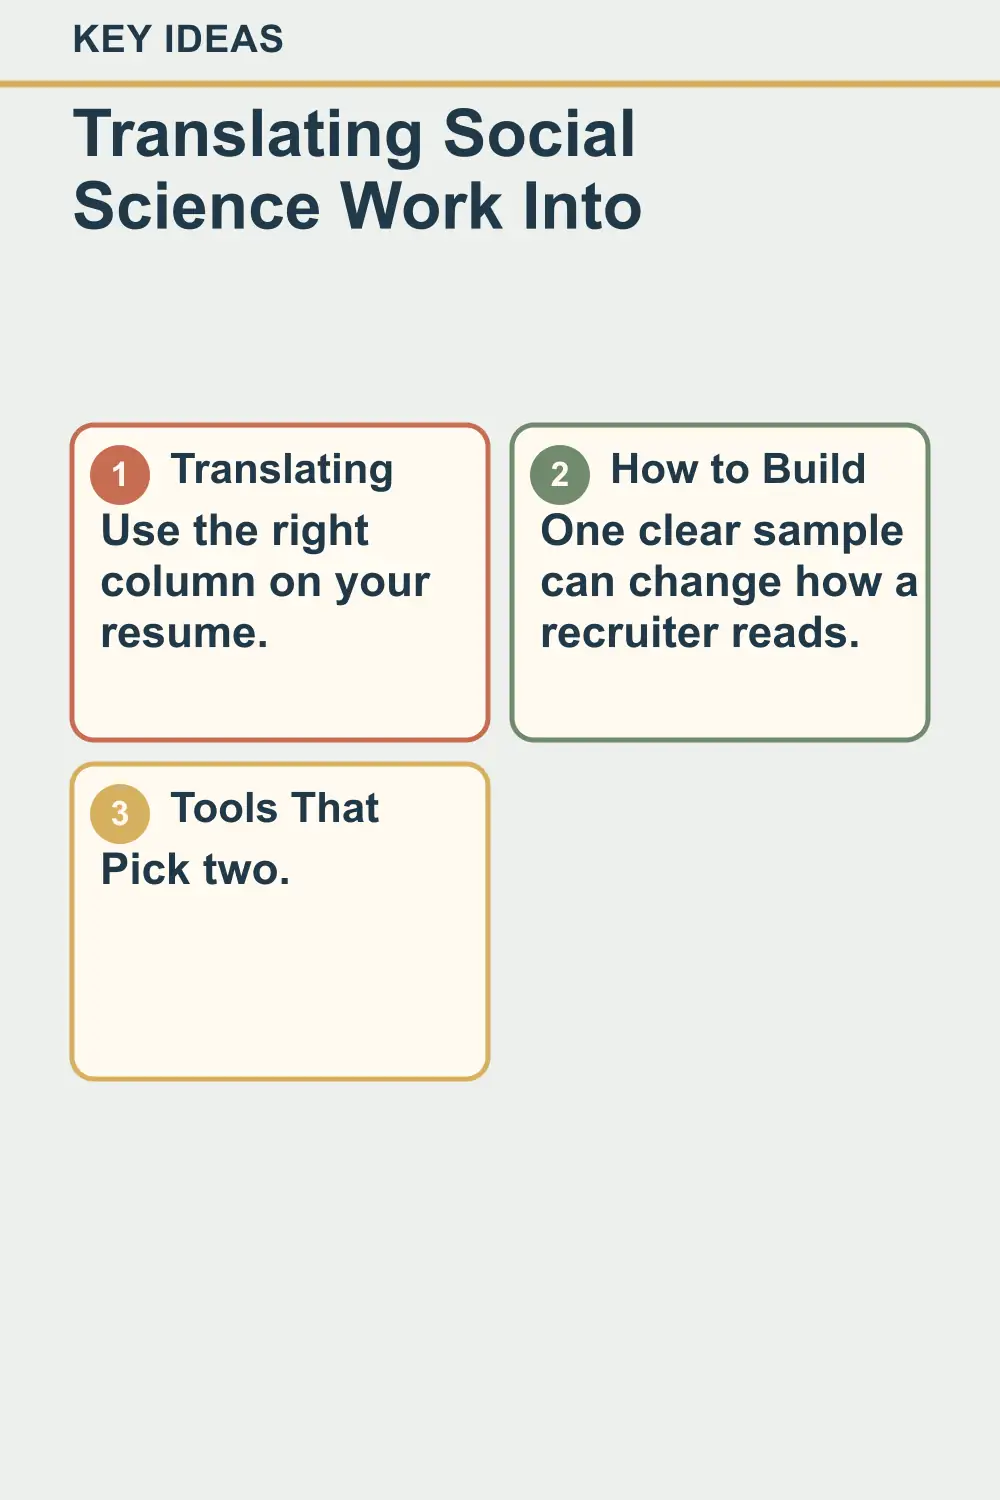 KEY IDEAS
Translating Social
Science Work Into
1 Translating
Use the right
column on your
resume.
2 How to Build
One clear sample
can change how a
recruiter reads.
3 Tools That
Pick two.